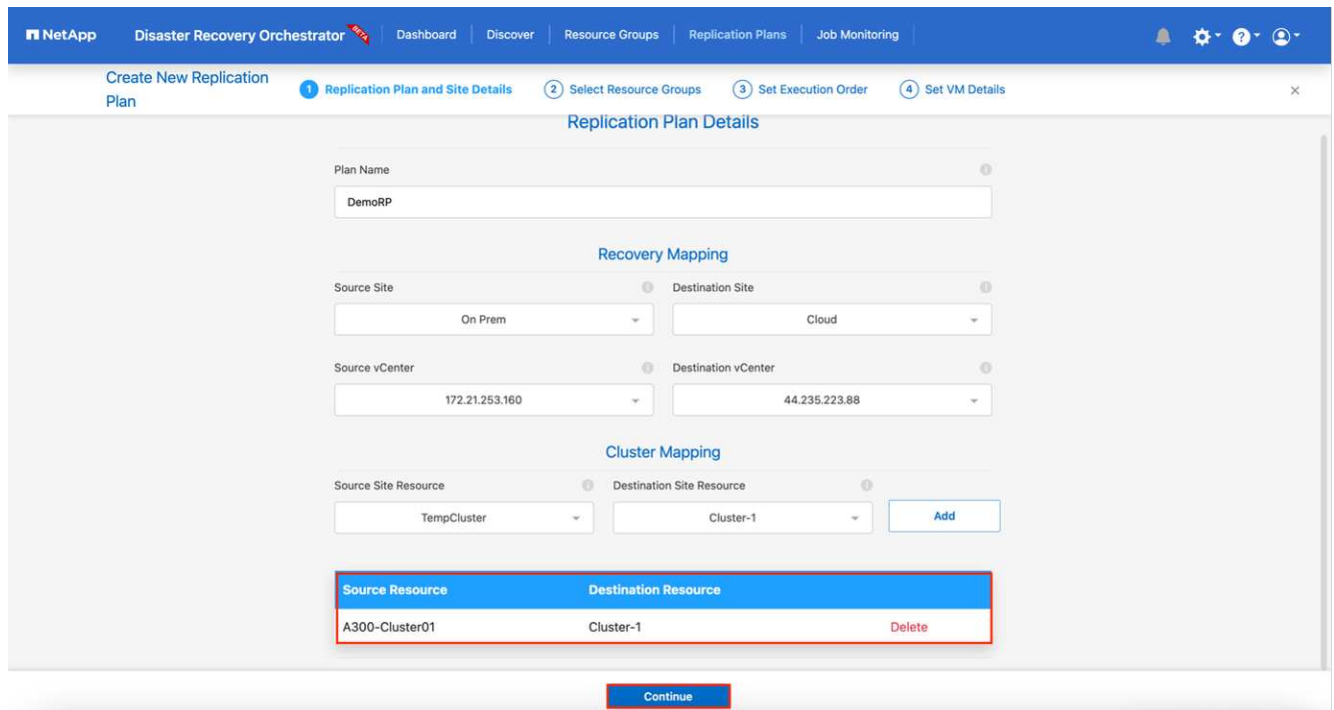 NetApp
Disaster Recovery Orchestrator BETA
Dashboard
Discover
Resource Groups
Replication Plans
Job Monitoring
Create New Replication
Plan
1 Replication Plan and Site Details
2 Select Resource Groups
3 Set Execution Order
4 Set VM Details
Replication Plan Details
Plan Name
DemoRP
Recovery Mapping
Source Site
Destination Site
On Prem
Cloud
Source vCenter
Destination vCenter
172.21.253.160
44.235.223.88
Cluster Mapping
Source Site Resource
Destination Site Resource
TempCluster
Cluster-1
Add
Source Resource
Destination Resource
A300-Cluster01
Cluster-1
Delete
Continue